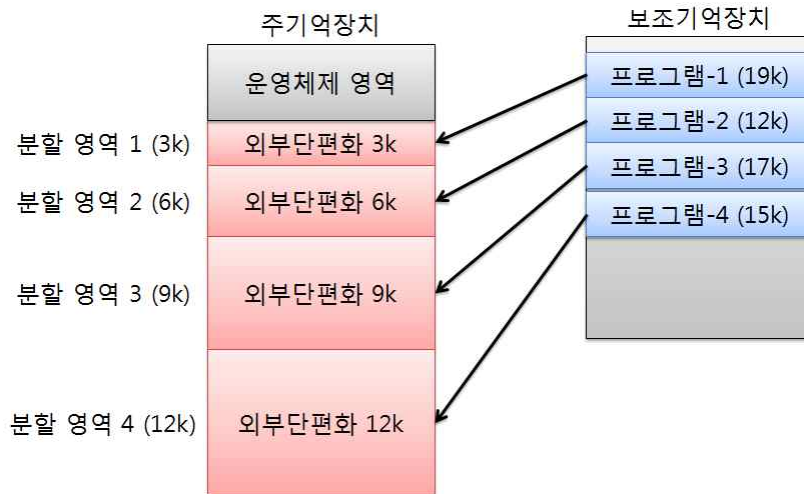 주기억장치
보조기억장치
운영체제 영역
프로그램-1 (19k)
프로그램-2 (12k)
프로그램-3 (17k)
프로그램-4 (15k)
분할 영역 1 (3k)
외부단편화 3k
분할 영역 2 (6k)
외부단편화 6k
분할 영역 3 (9k)
외부단편화 9k
분할 영역 4 (12k)
외부단편화 12k